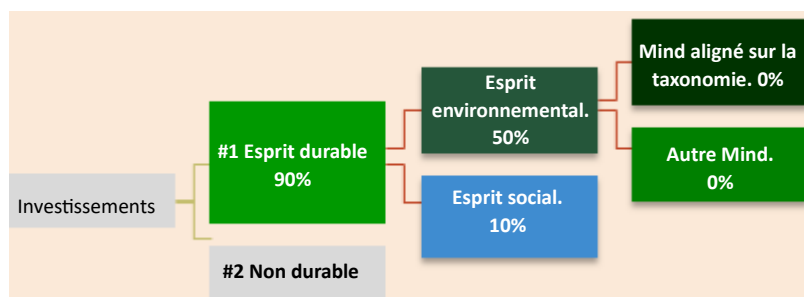 Investissements
#1 Esprit durable
90%
#2 Non durable
Esprit
environnemental.
50%
Esprit social.
10%
Mind aligné sur la
taxonomie. 0%
Autre Mind.
0%